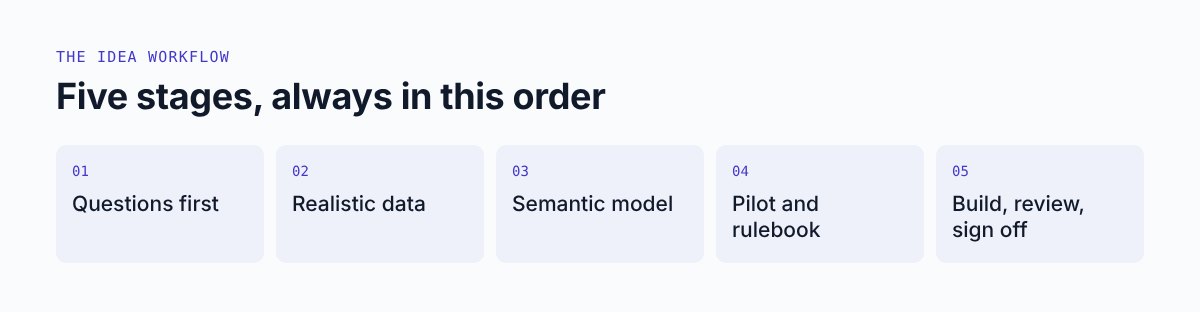 THE IDEA WORKFLOW
Five stages, always in this order
01
Questions first
02
Realistic data
03
Semantic model
04
Pilot and
rulebook
05
Build, review,
sign off